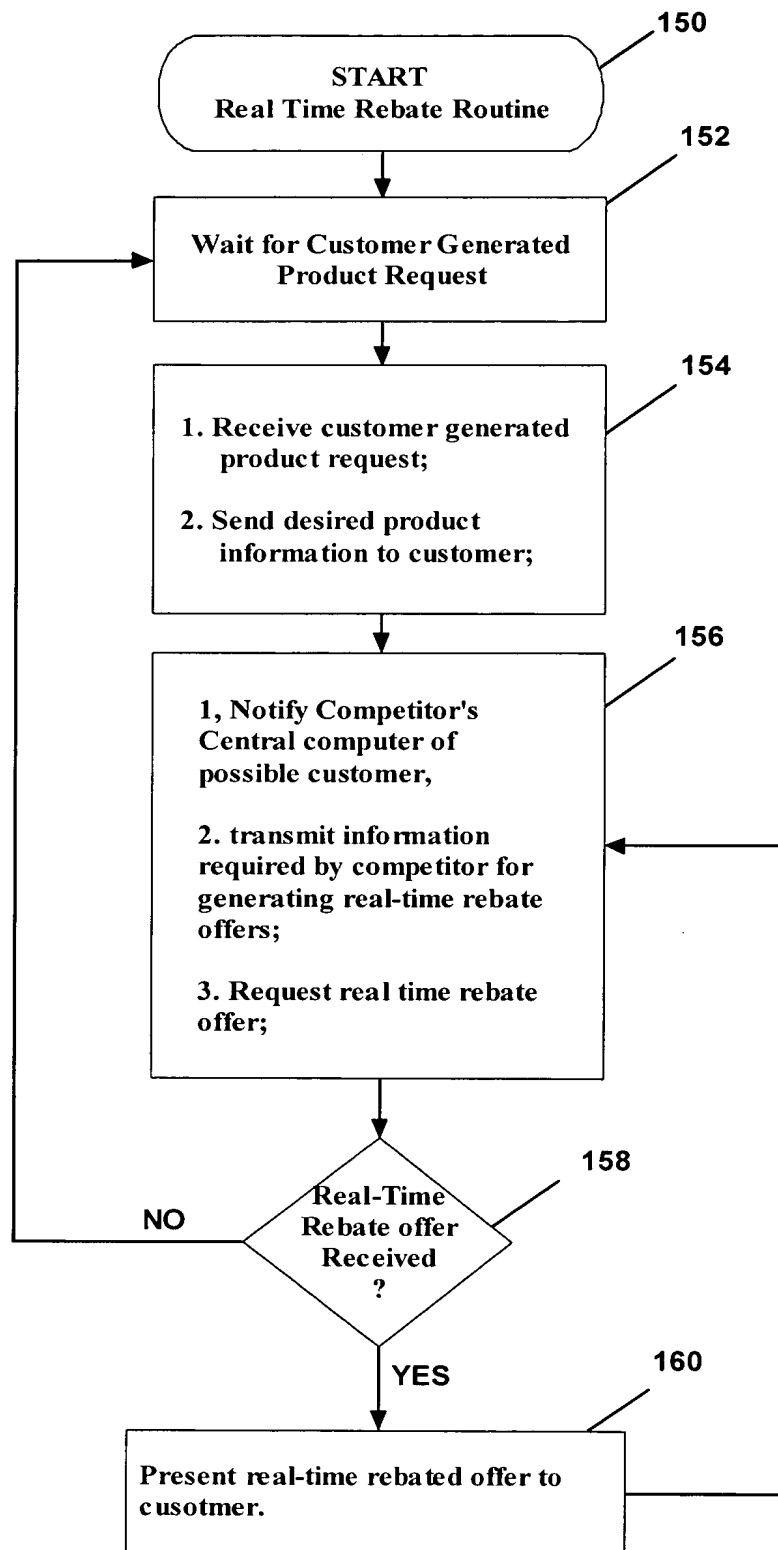 150
START
Real Time Rebate Routine
152
Wait for Customer Generated
Product Request
154
1. Receive customer generated
product request;
2. Send desired product
information to customer;
156
1, Notify Competitor's
Central computer of
possible customer,
2. transmit information
required by competitor for
generating real-time rebate
offers;
3. Request real time rebate
offer;
158
Real-Time
Rebate offer
Received
?
NO
YES
160
Present real-time rebated offer to
cusotmer.